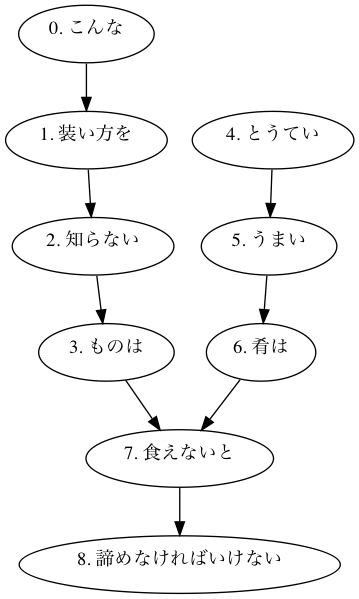 0. こんな
1. 装い方を
4. とうてい
2. 知らない
5. うまい
3. ものは
6. 肴は
7. 食えないと
8. 諦めなければいけない